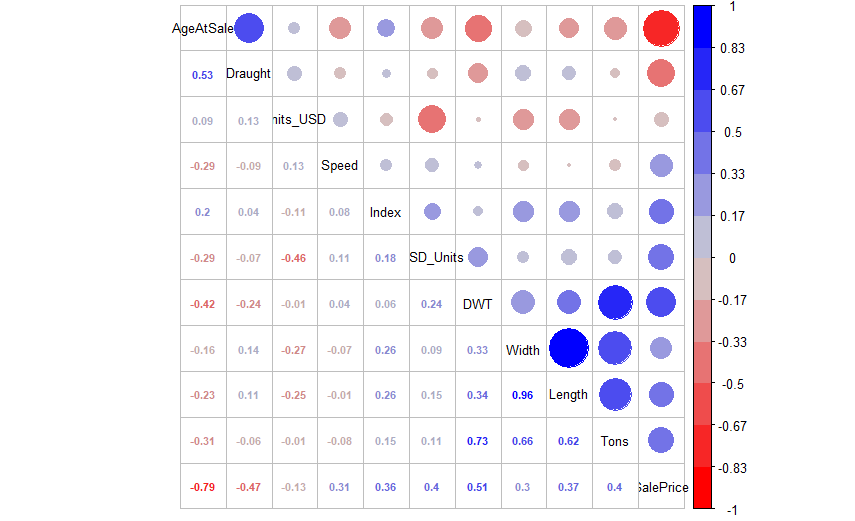 AgeAtSale
0.53 Draught
0.09 0.13 nits_USD
-0.29 -0.09 0.13 Speed
0.2 0.04 -0.11 0.08 Index
-0.29 -0.07 -0.46 0.11 0.18 SD_Units
-0.42 -0.24 -0.01 0.04 0.06 0.24 DWT
-0.16 0.14 -0.27 -0.07 0.26 0.09 0.33 Width
-0.23 0.11 -0.25 -0.01 0.26 0.15 0.34 0.96 Length
-0.31 -0.06 -0.01 -0.08 0.15 0.11 0.73 0.66 0.62 Tons
-0.79 -0.47 -0.13 0.31 0.36 0.4 0.51 0.3 0.37 0.4 SalePrice
1
0.83
0.67
0.5
0.33
0.17
0
-0.17
-0.33
-0.5
-0.67
-0.83
-1